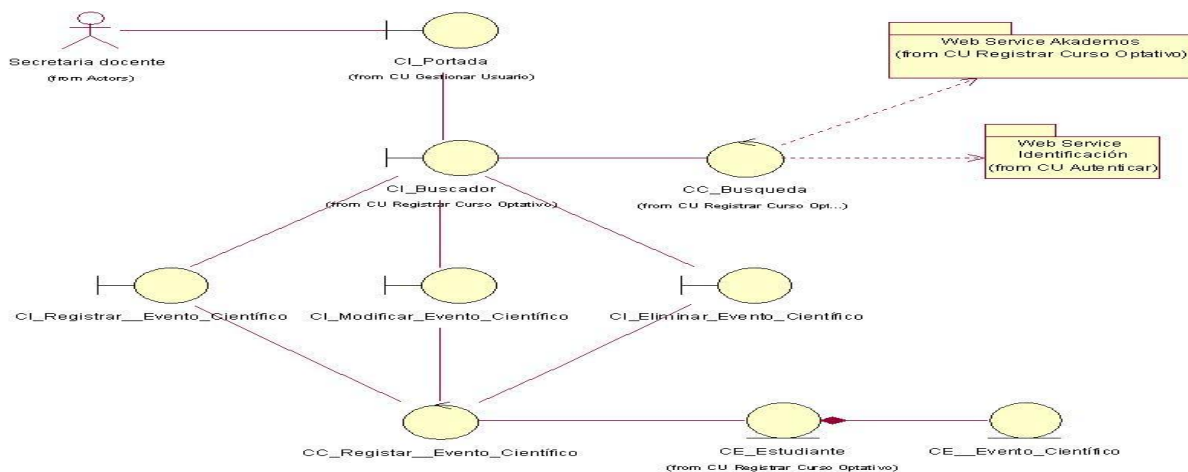 Secretaria docente
(from Actors)
CI_Portada
(from CU Gestionar Usuario)
Web Service Akademos
(from CU Registrar Curso Optativo)
Web Service
Identificación
(from CU Autenticar)
CI_Buscador
(from CU Registrar Curso Optativo)
CC_Busqueda
(from CU Registrar Curso Opt...)
CI_Registrar__Evento_Científico
CI_Modificar_Evento_Científico
CI_Eliminar_Evento_Científico
CC_Registar__Evento_Científico
CE_Estudiante
(from CU Registrar Curso Optativo)
CE__Evento_Científico